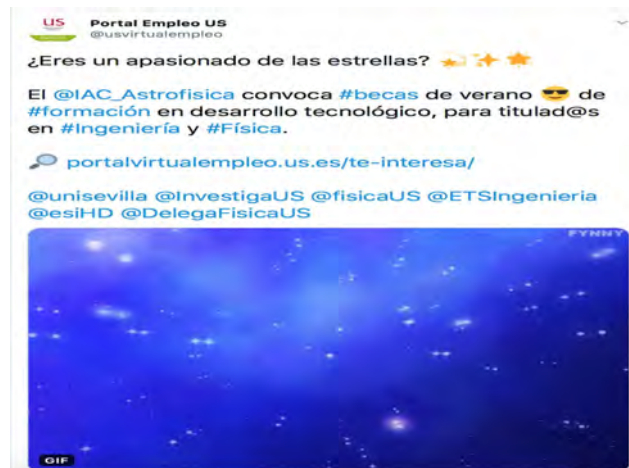 US
Portal Empleo US
@usvirtualempleo
¿Eres un apasionado de las estrellas? 💫✨🌟
El @IAC_Astrofisica convoca #becas de verano 😎 de
#formación en desarrollo tecnológico, para titulad@s
en #Ingeniería y #Física.
🔎 portalvirtualempleo.us.es/te-interesa/
@unisevilla @InvestigaUS @fisicaUS @ETSIngenieria
@esiHD @DelegaFisicaUS
FYNNY
GIF